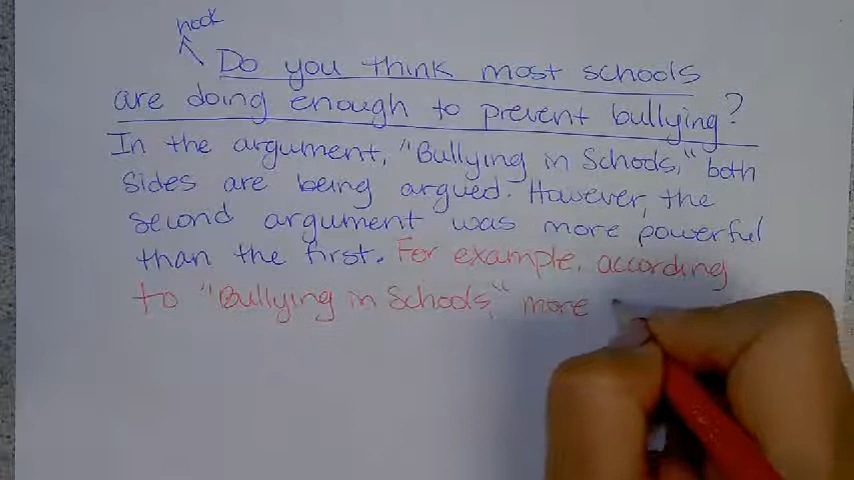 hook
Do you think most schools
are doing enough to prevent bullying?
In the argument, "Bullying in Schools," both
sides are being argued. However, the
second argument was more powerful
than the first. For example, according
to "Bullying in Schools," more